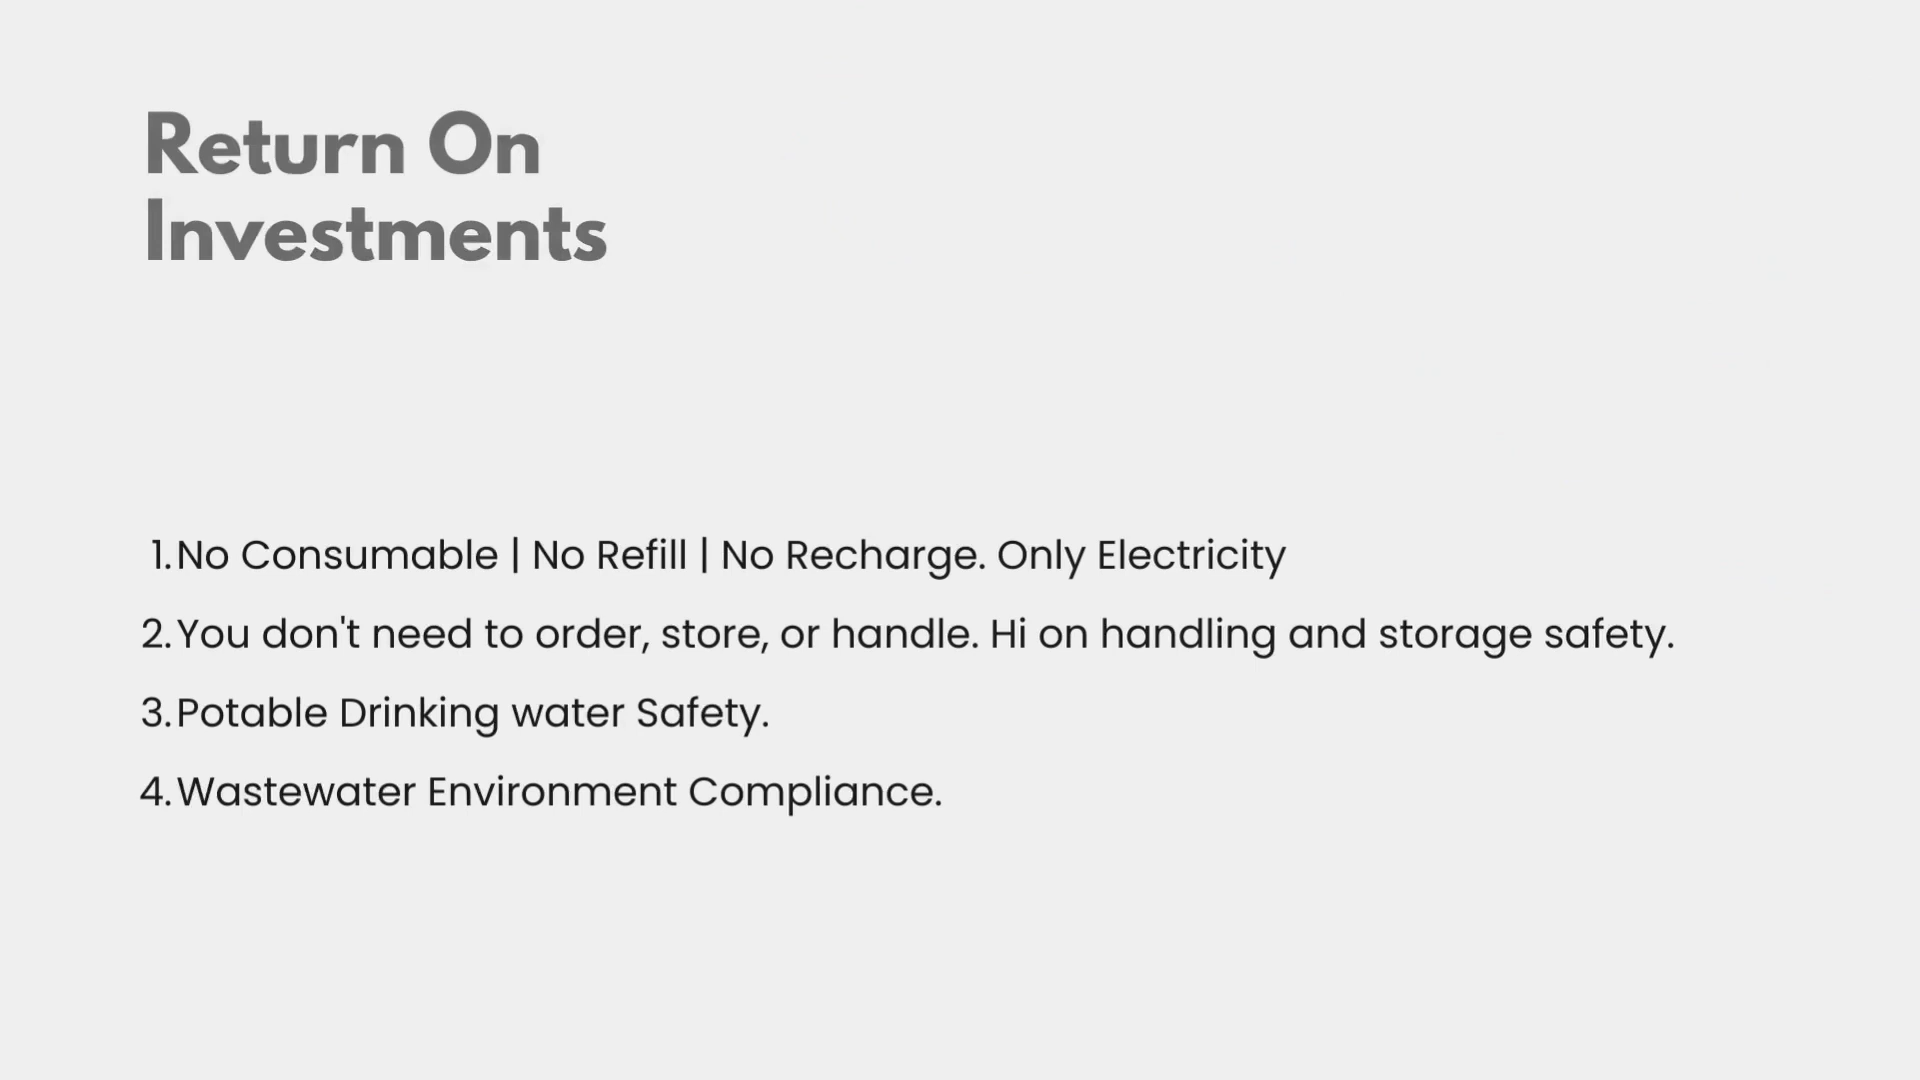 Return On
Investments
1. No Consumable | No Refill | No Recharge. Only Electricity
2. You don't need to order, store, or handle. Hi on handling and storage safety.
3. Potable Drinking water Safety.
4. Wastewater Environment Compliance.